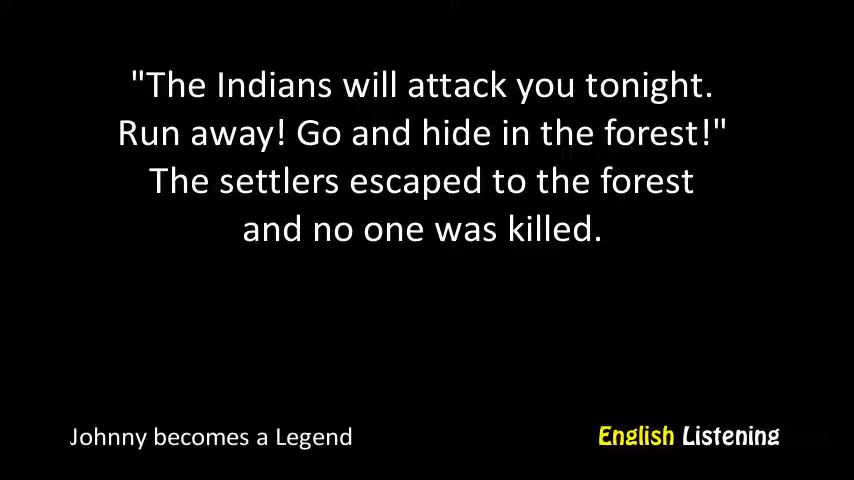 "The Indians will attack you tonight.
Run away! Go and hide in the forest!"
The settlers escaped to the forest
and no one was killed.
Johnny becomes a Legend
English Listening